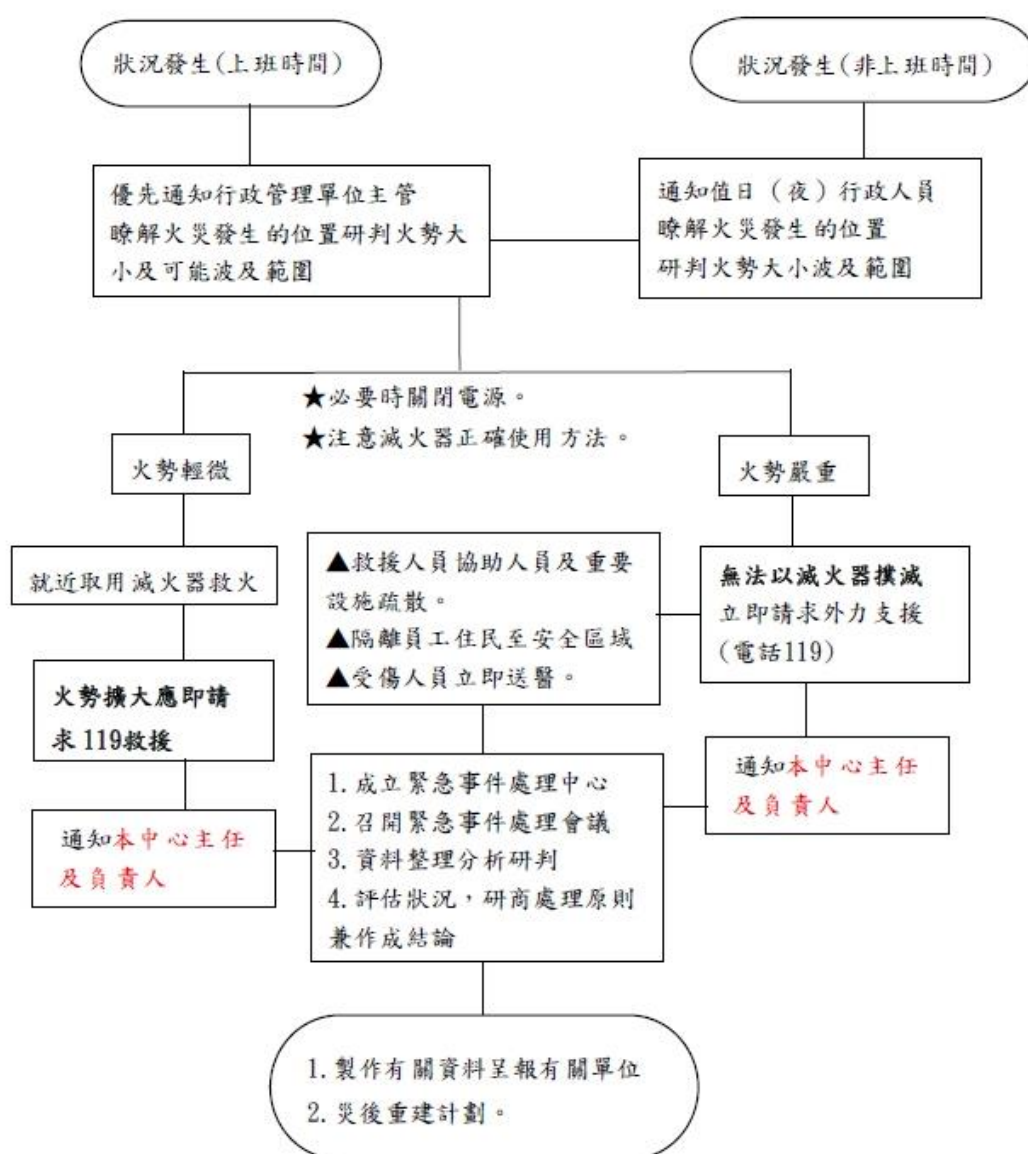 狀況發生(上班時間)
狀況發生(非上班時間)
優先通知行政管理單位主管
瞭解火災發生的位置研判火勢大
小及可能波及範圍
通知值日（夜）行政人員
瞭解火災發生的位置
研判火勢大小波及範圍
★必要時關閉電源。
★注意滅火器正確使用方法。
火勢輕微
火勢嚴重
就近取用滅火器救火
▲救援人員協助人員及重要
設施疏散。
▲隔離員工住民至安全區域
▲受傷人員立即送醫。
無法以滅火器撲滅
立即請求外力支援
(電話119)
火勢擴大應即請
求 119救援
通知本中心主任
及負責人
1.成立緊急事件處理中心
2.召開緊急事件處理會議
3.資料整理分析研判
4.評估狀況，研商處理原則
兼作成結論
通知本中心主任
及負責人
1.製作有關資料呈報有關單位
2.災後重建計劃。